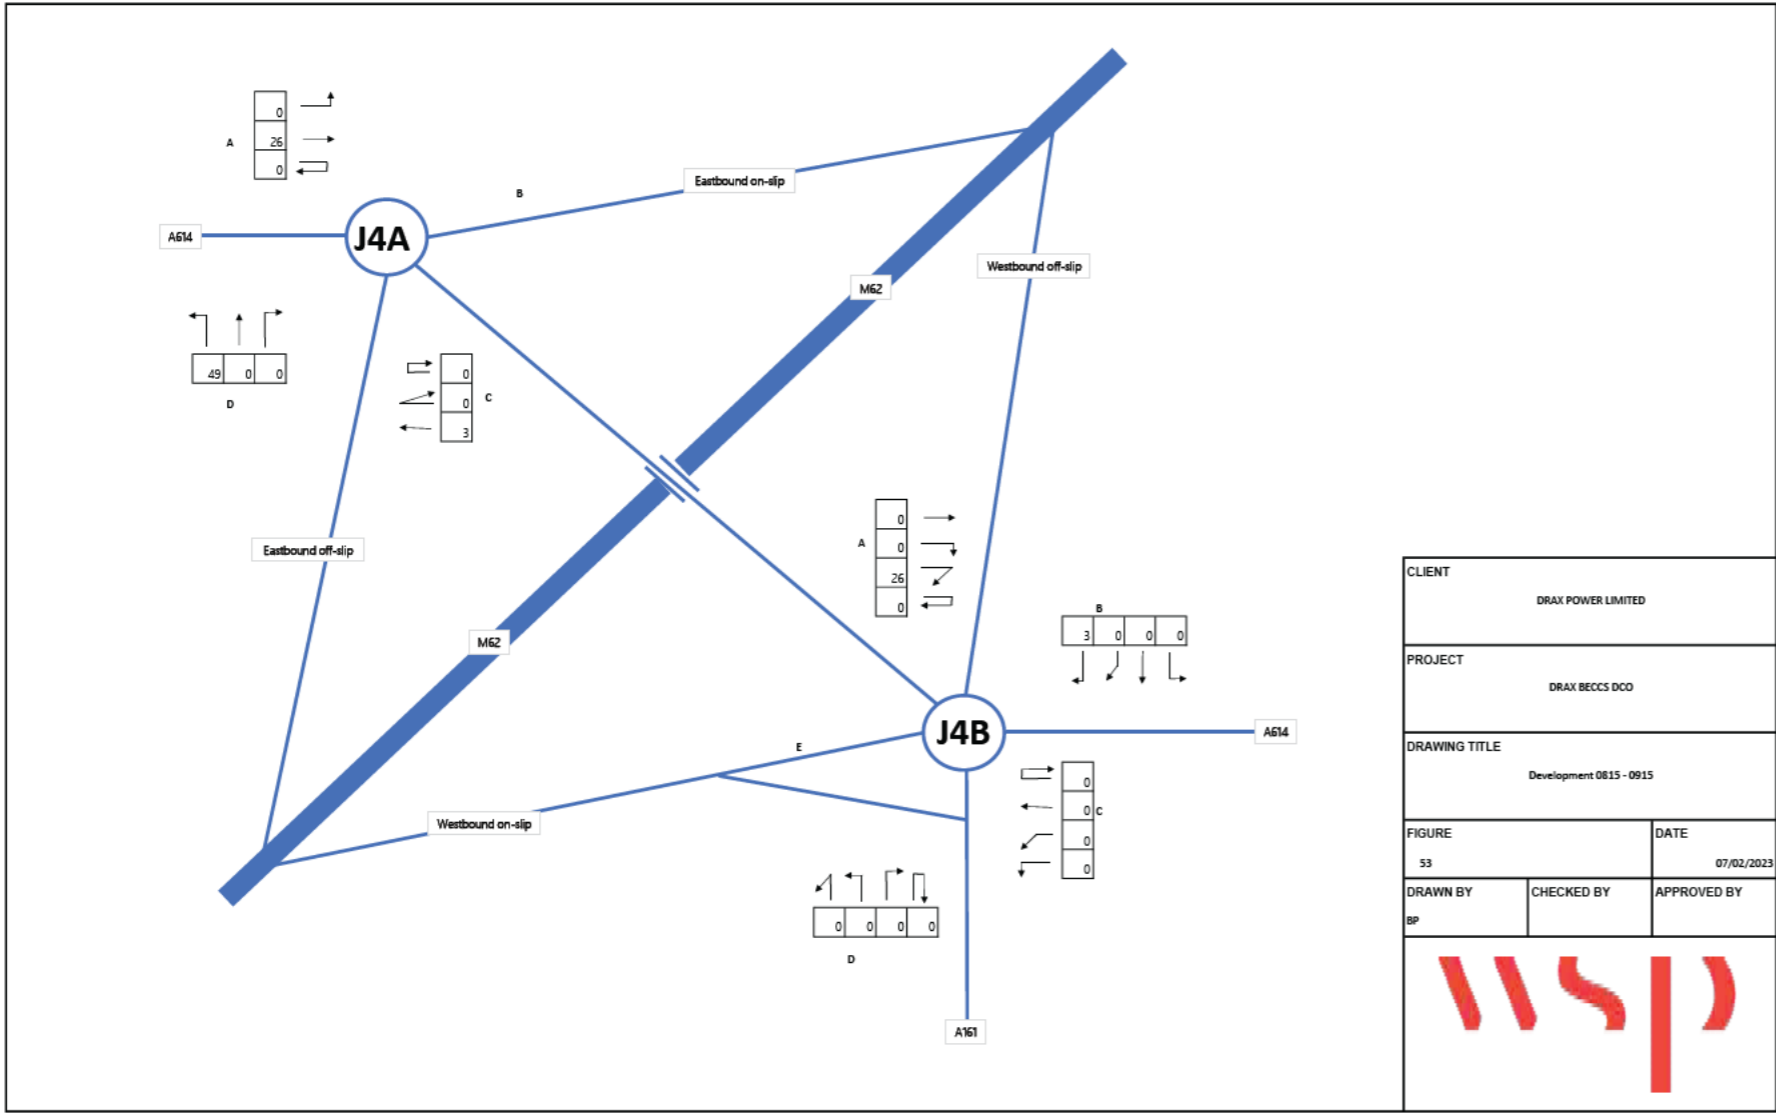 0
A
26
0
B
Eastbound on-slip
A614
J4A
Westbound off-slip
M62
49 0 0
D
0
0
C
3
Eastbound off-slip
0
A
0
26
0
B
3 0 0 0
M62
J4B
A614
E
0
0
C
0
0
Westbound on-slip
0 0 0 0
D
A161
CLIENT
DRAX POWER LIMITED
PROJECT
DRAX BECCS DCO
DRAWING TITLE
Development 0815 - 0915
FIGURE
53
DATE
07/02/2023
DRAWN BY
BP
CHECKED BY
APPROVED BY
wsp